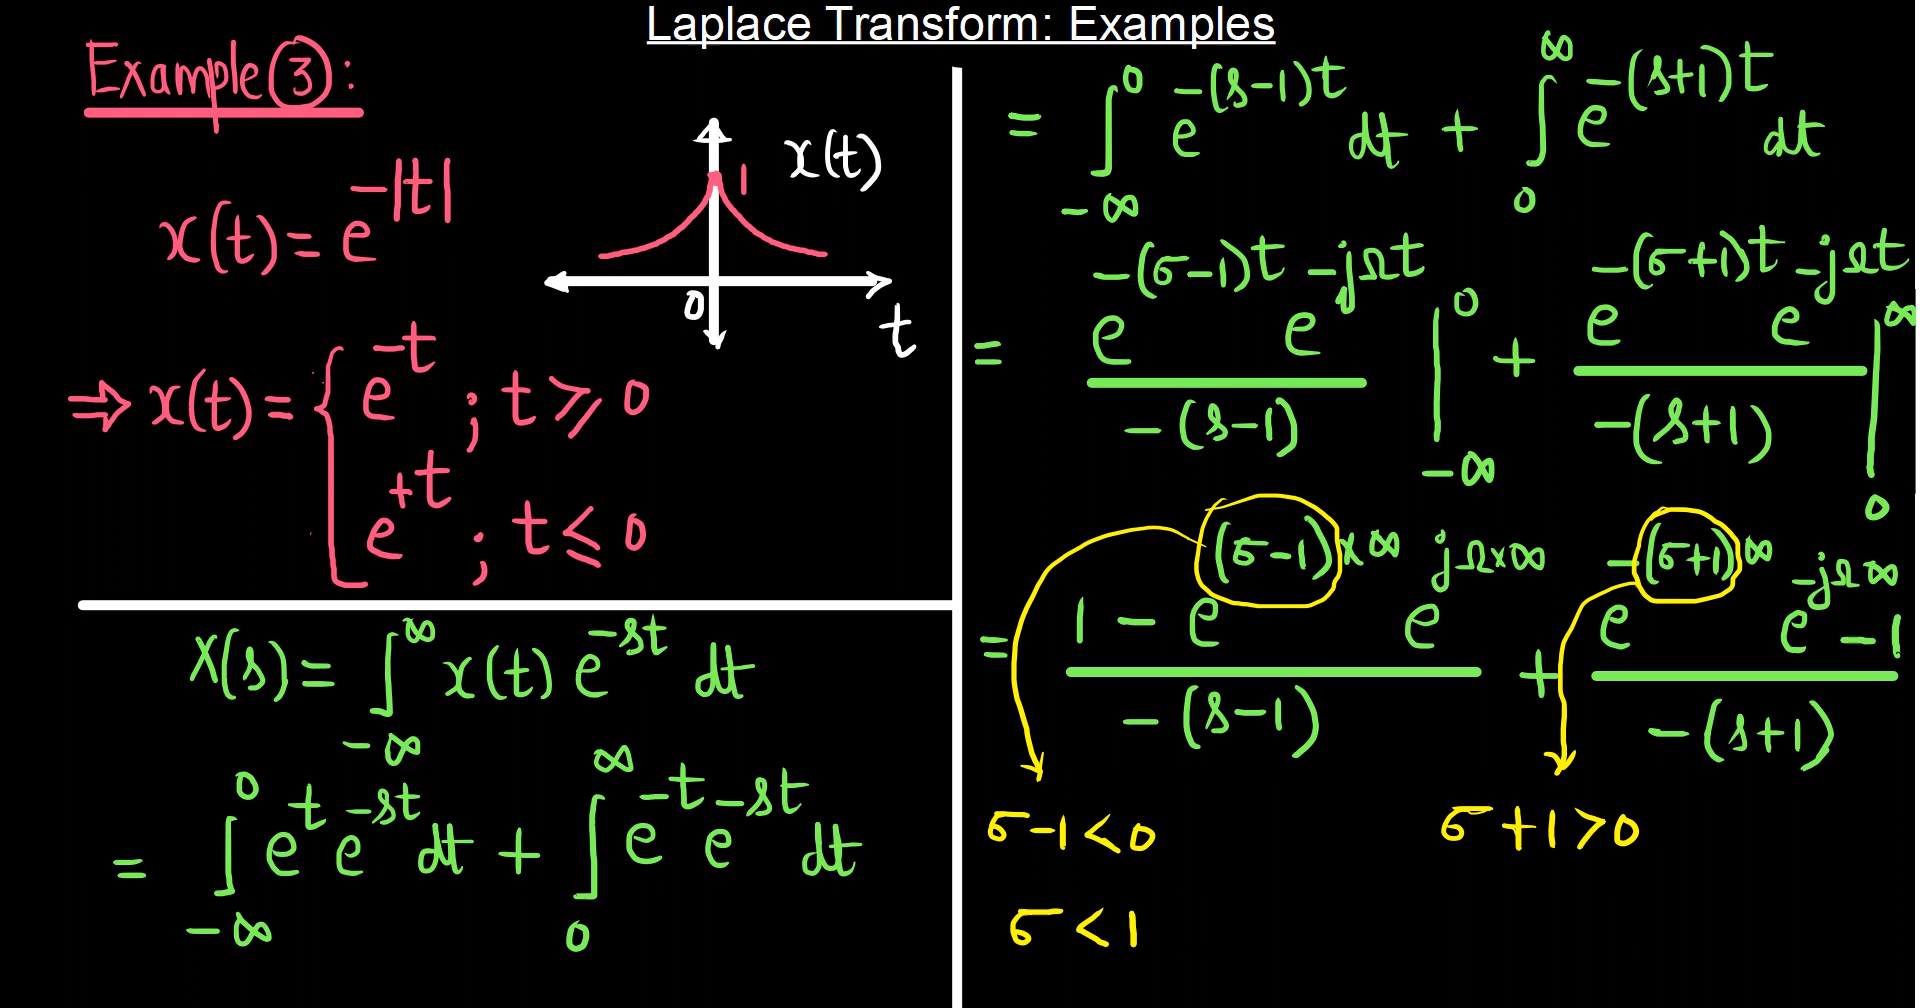 Laplace Transform: Examples
Example ③:
x(t) = e^{-|t|}
x(t)
1
0
t
⇒ x(t) = { e^{-t} ; t ≥ 0
e^{+t} ; t ≤ 0
X(s) = ∫_{-∞}^{∞} x(t) e^{-st} dt
= ∫_{-∞}^{0} e^{t} e^{-st} dt + ∫_{0}^{∞} e^{-t} e^{-st} dt
= ∫_{-∞}^{0} e^{-(s-1)t} dt + ∫_{0}^{∞} e^{-(s+1)t} dt
= e^{-(σ-1)t} e^{-jΩt} / -(s-1) |_{-∞}^{0} + e^{-(σ+1)t} e^{-jΩt} / -(s+1) |_{0}^{∞}
= 1 - e^{(σ-1)×∞} e^{jΩ×∞} / -(s-1) + e^{-(σ+1)∞} e^{-jΩ∞} - 1 / -(s+1)
σ-1<0
σ+1>0
σ<1